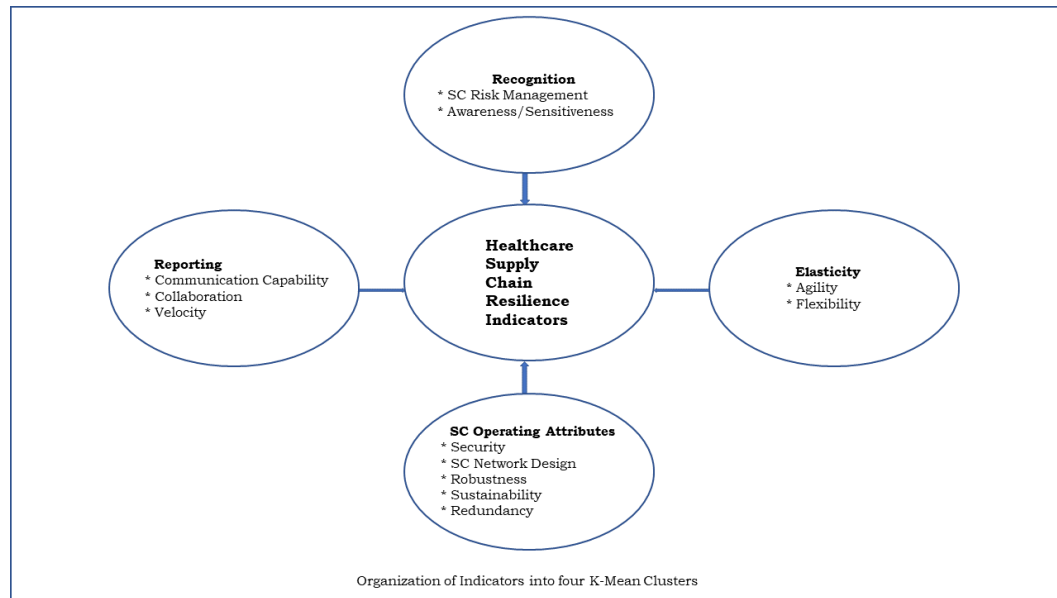 Recognition
* SC Risk Management
* Awareness/Sensitiveness
Reporting
* Communication Capability
* Collaboration
* Velocity
Healthcare
Supply
Chain
Resilience
Indicators
Elasticity
* Agility
* Flexibility
SC Operating Attributes
* Security
* SC Network Design
* Robustness
* Sustainability
* Redundancy
Organization of Indicators into four K-Mean Clusters